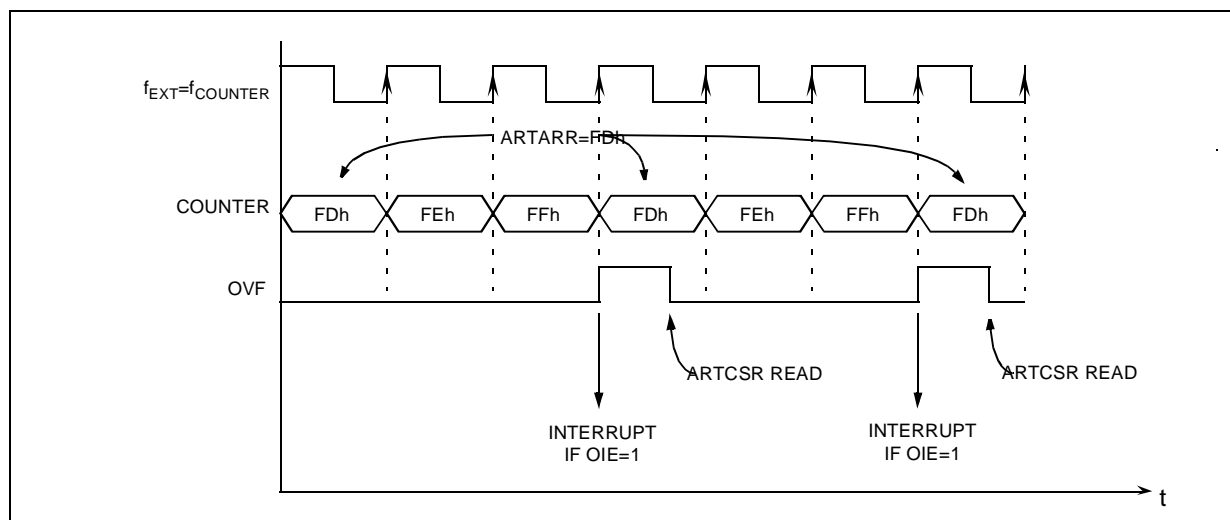 fEXT=fCOUNTER
ARTARR=FDh
COUNTER
FDh FEh FFh FDh FEh FFh FDh
OVF
ARTCSR READ
ARTCSR READ
INTERRUPT
IF OIE=1
INTERRUPT
IF OIE=1
t